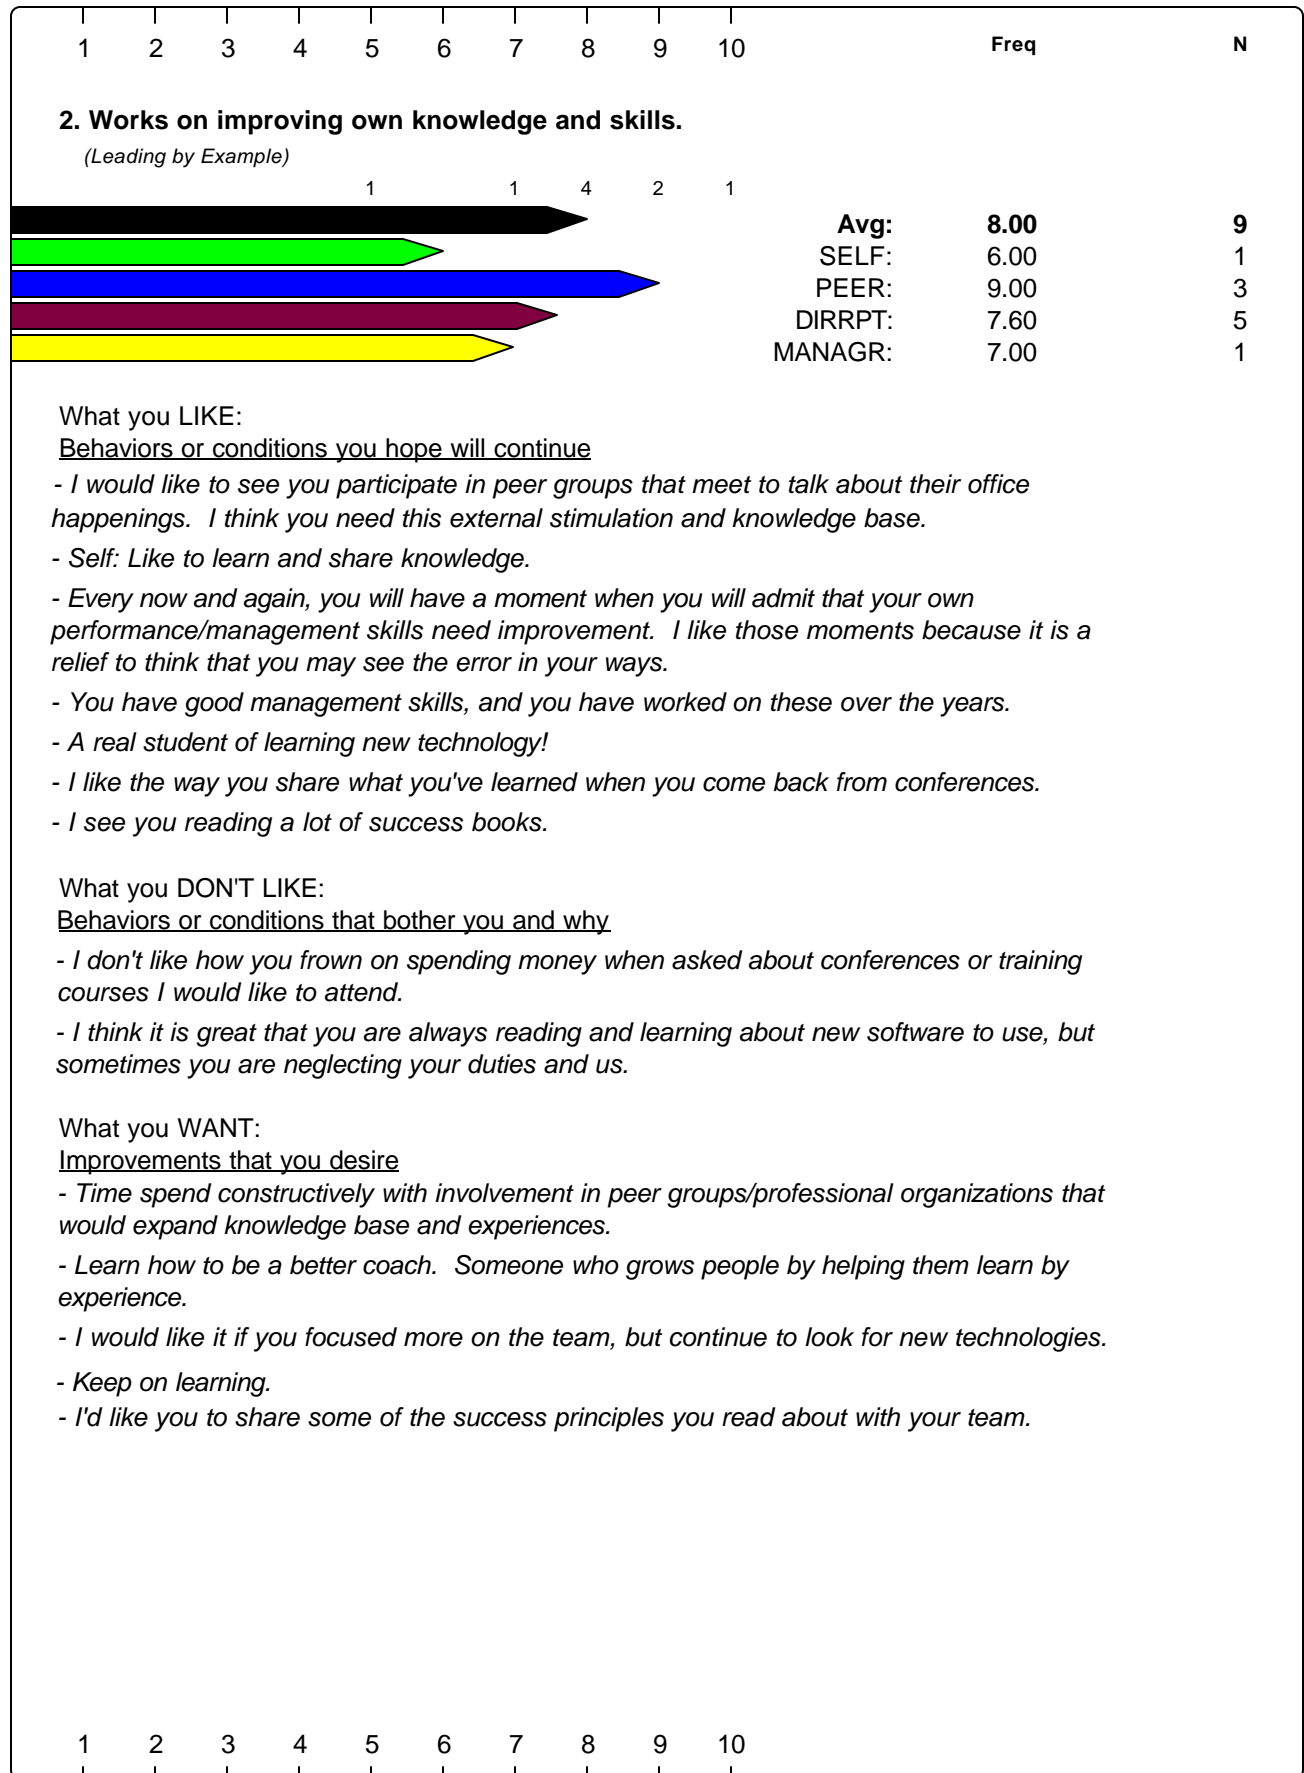 1 2 3 4 5 6 7 8 9 10 Freq N
2. Works on improving own knowledge and skills.
(Leading by Example)
1 1 4 2 1
Avg: 8.00 9
SELF: 6.00 1
PEER: 9.00 3
DIRRPT: 7.60 5
MANAGR: 7.00 1
What you LIKE:
Behaviors or conditions you hope will continue
- I would like to see you participate in peer groups that meet to talk about their office
happenings.  I think you need this external stimulation and knowledge base.
- Self: Like to learn and share knowledge.
- Every now and again, you will have a moment when you will admit that your own
performance/management skills need improvement.  I like those moments because it is a
relief to think that you may see the error in your ways.
- You have good management skills, and you have worked on these over the years.
- A real student of learning new technology!
- I like the way you share what you've learned when you come back from conferences.
- I see you reading a lot of success books.
What you DON'T LIKE:
Behaviors or conditions that bother you and why
- I don't like how you frown on spending money when asked about conferences or training
courses I would like to attend.
- I think it is great that you are always reading and learning about new software to use, but
sometimes you are neglecting your duties and us.
What you WANT:
Improvements that you desire
- Time spend constructively with involvement in peer groups/professional organizations that
would expand knowledge base and experiences.
- Learn how to be a better coach.  Someone who grows people by helping them learn by
experience.
- I would like it if you focused more on the team, but continue to look for new technologies.
- Keep on learning.
- I'd like you to share some of the success principles you read about with your team.
1 2 3 4 5 6 7 8 9 10